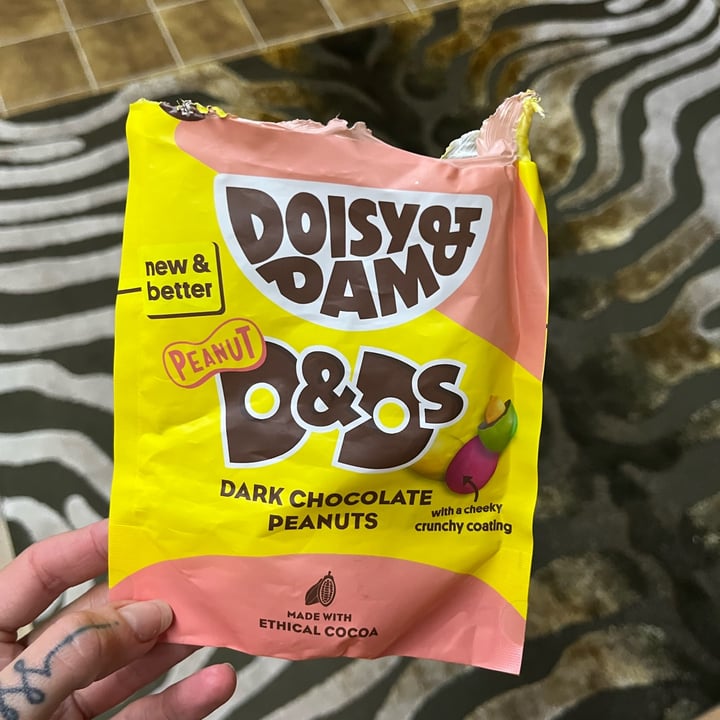 DOISY &
DAM
new &
better
PEANUT
D&Ds
DARK CHOCOLATE
PEANUTS
with a cheeky
crunchy coating
MADE WITH
ETHICAL COCOA